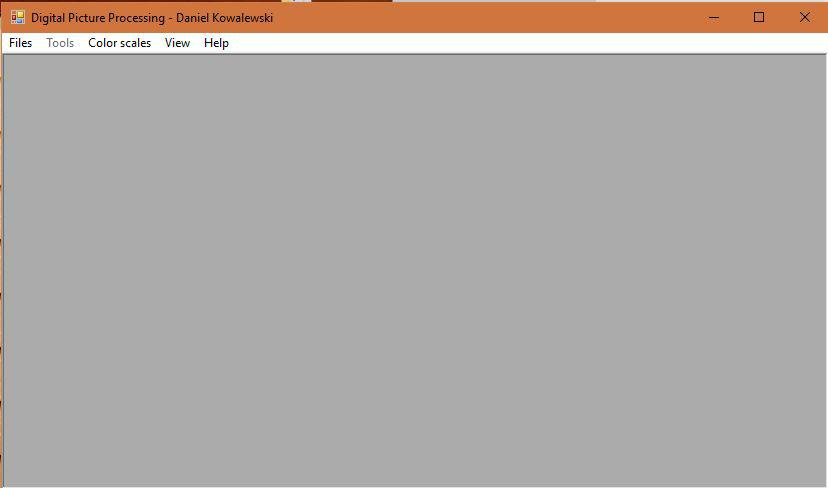 Digital Picture Processing - Daniel Kowalewski
Files Tools Color scales View Help